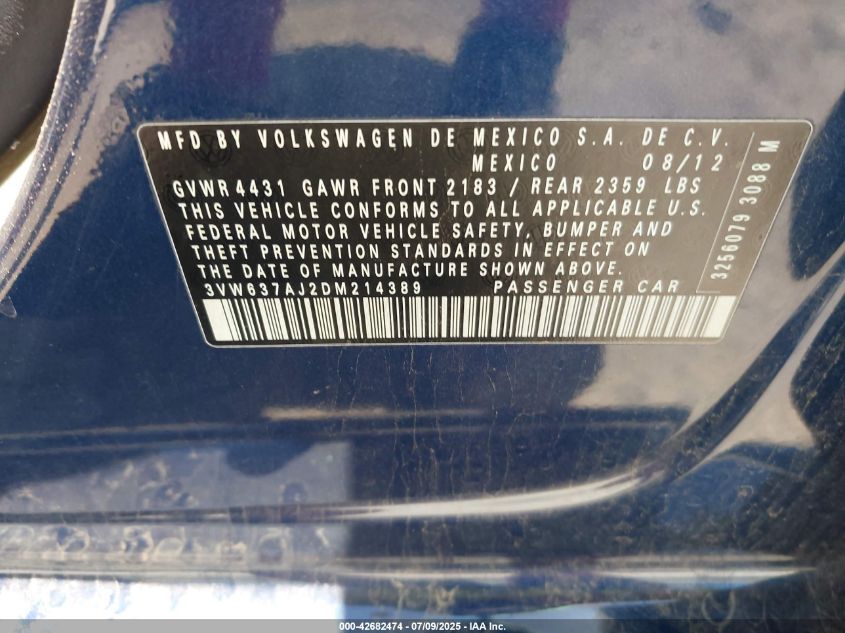 MFD BY VOLKSWAGEN DE MEXICO S.A. DE C.V.
MEXICO 08/12
GVWR 4431 GAWR FRONT 2183 / REAR 2359 LBS
THIS VEHICLE CONFORMS TO ALL APPLICABLE U.S.
FEDERAL MOTOR VEHICLE SAFETY, BUMPER AND
THEFT PREVENTION STANDARDS IN EFFECT ON
THE DATE OF MANUFACTURE SHOWN ABOVE.
3VW637AJ2DM214389 PASSENGER CAR
3256079 3088 M
000-42682474 - 07/09/2025 - IAA Inc.